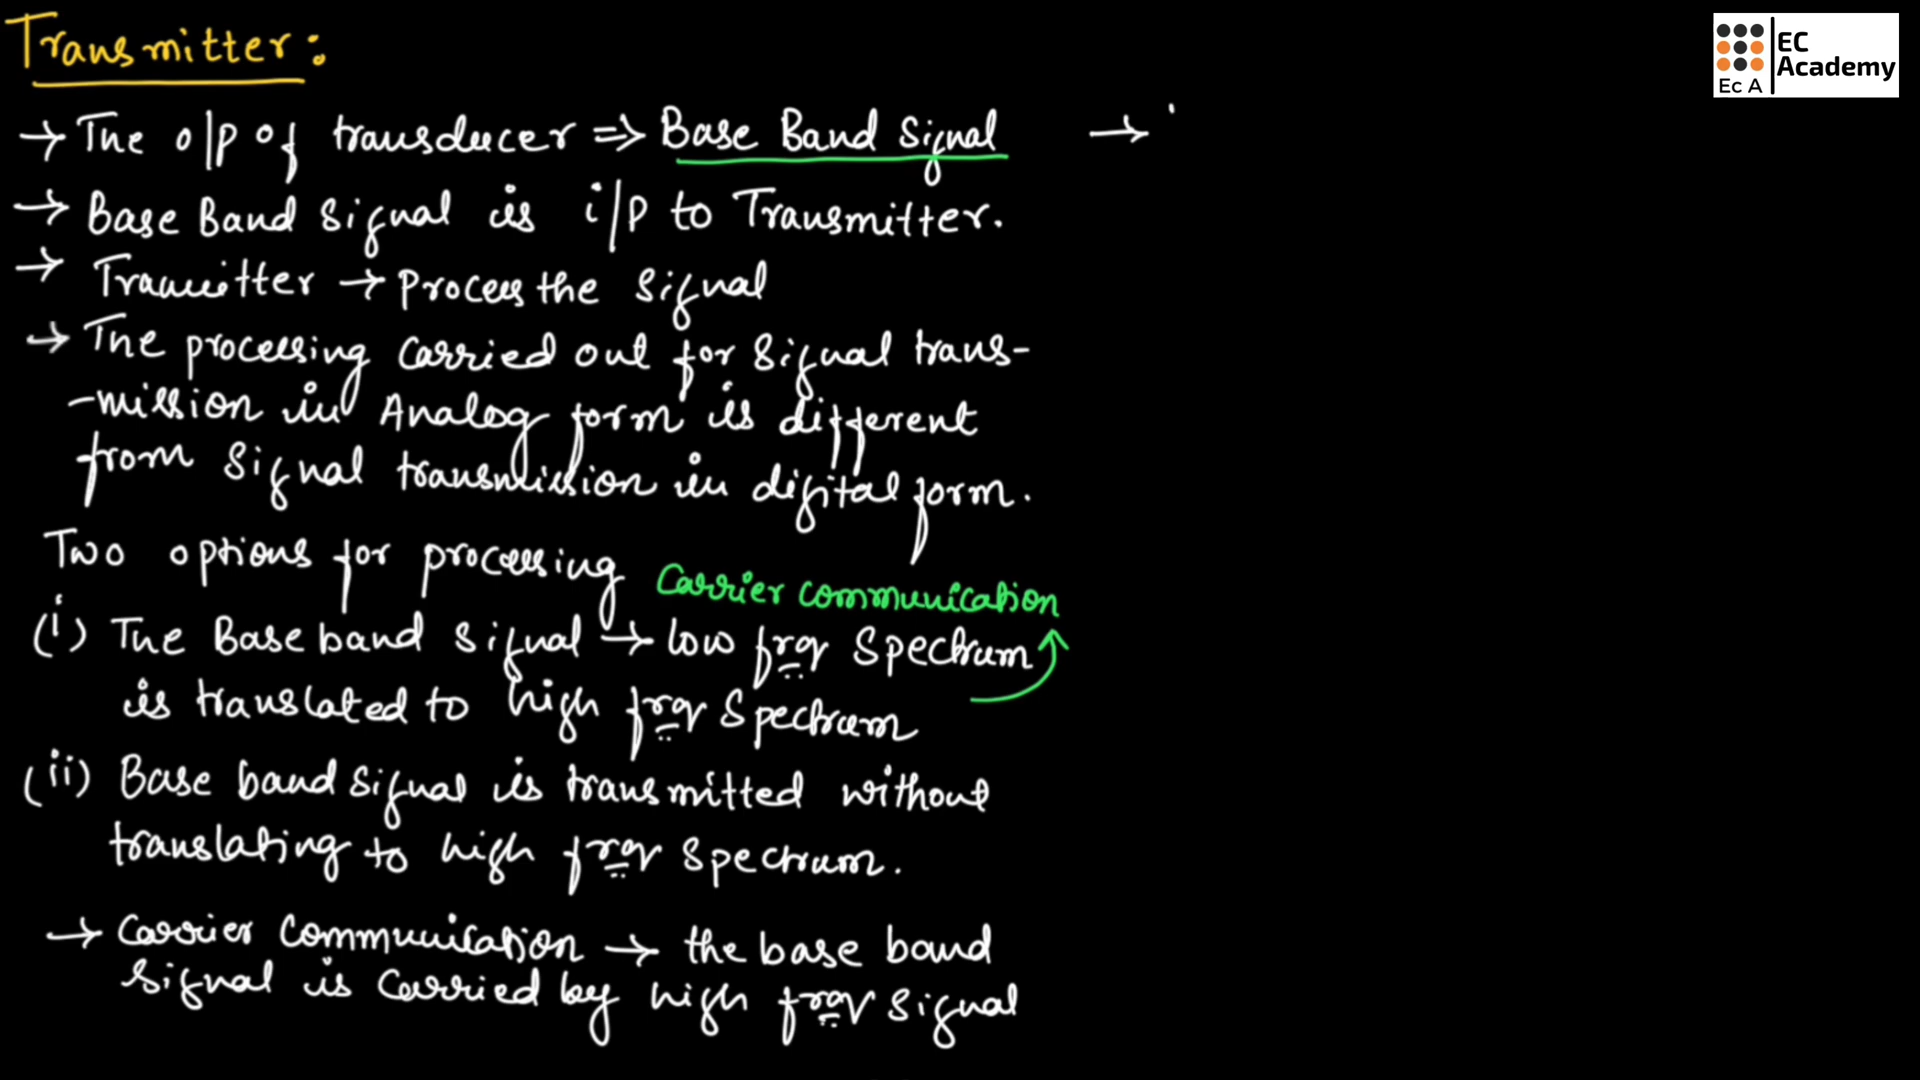 Transmitter:
→ The o/p of transducer ⇒ Base Band Signal →
→ Base Band Signal is i/p to Transmitter.
→ Transmitter → Process the Signal
→ The processing carried out for Signal trans-
-mission in Analog form is different
from Signal transmission in digital form.
Two options for processing
Carrier communication
(i) The Base band signal → low frq Spectrum
is translated to high frq Spectrum
(ii) Base band signal is transmitted without
translating to high frq spectrum.
→ Carrier Communication → the base band
signal is carried by high frq signal
EC
Academy
Ec A